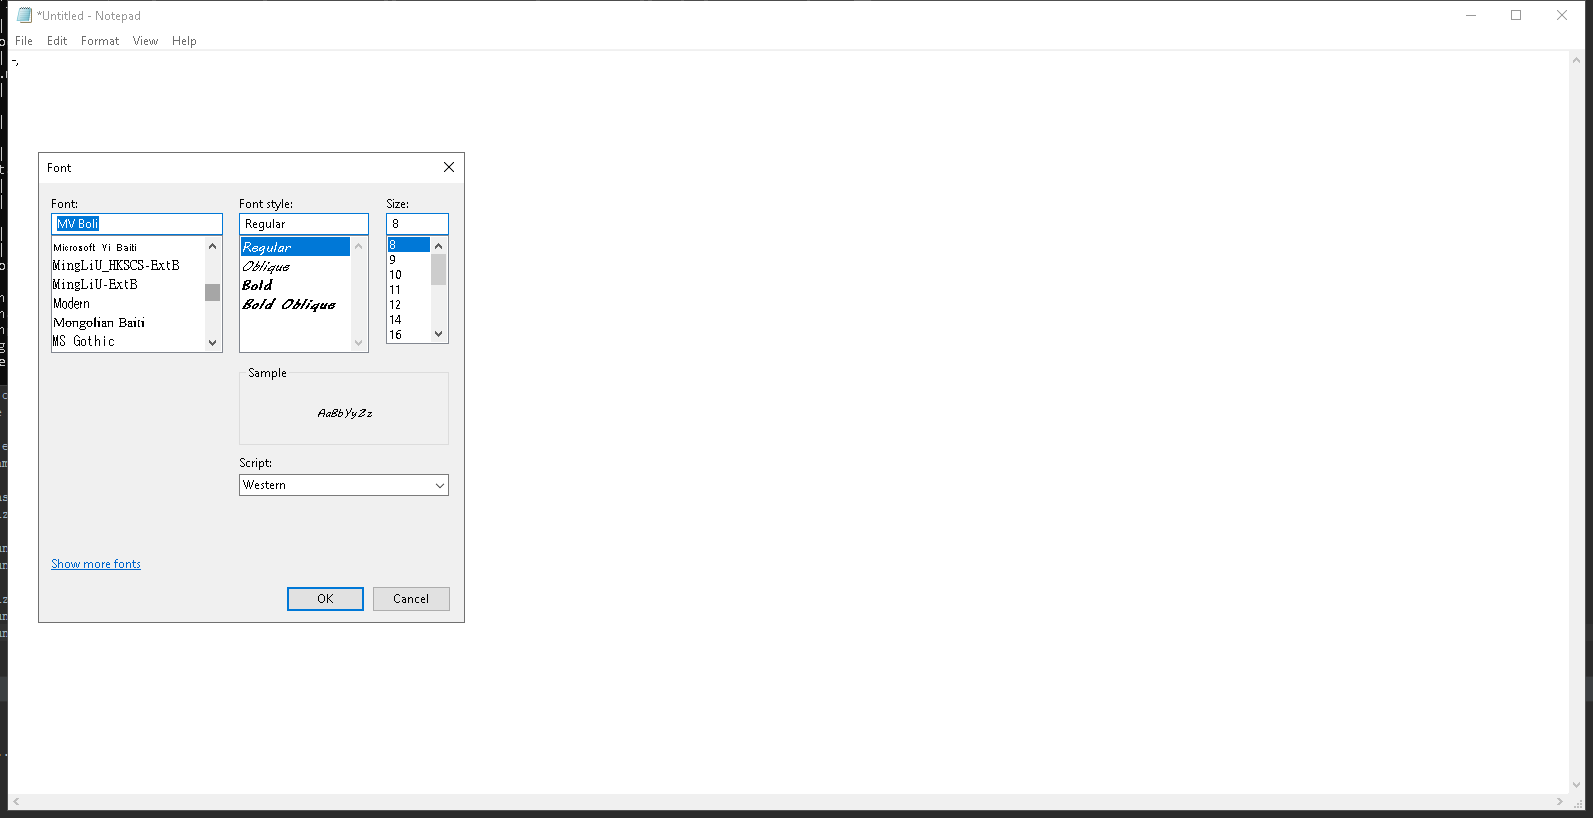 *Untitled - Notepad
File Edit Format View Help
-,
Font
Font:
MV Boli
Microsoft Yi Baiti
MingLiU_HKSCS-ExtB
MingLiU-ExtB
Modern
Mongolian Baiti
MS Gothic
Font style:
Regular
Regular
Oblique
Bold
Bold Oblique
Size:
8
8
9
10
11
12
14
16
Sample
AaBbYyZz
Script:
Western
Show more fonts
OK Cancel